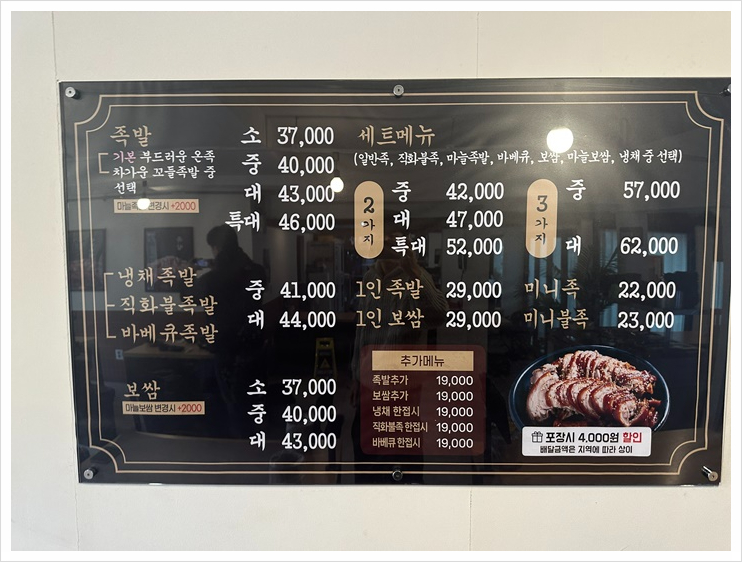 족발
소 37,000
기본 부드러운 온족
중 40,000
차가운 꼬들족발 중
선택
대 43,000
변경시 +2000
특대 46,000
냉채족발
중 41,000
직화불족발
대 44,000
바베큐족발
보쌈
소 37,000
마늘보쌈 변경시 +2000
중 40,000
대 43,000
세트메뉴
(일반족, 직화불족, 마늘족발, 바베큐, 보쌈, 마늘보쌈, 냉채 중 선택)
2가지
중 42,000
대 47,000
특대 52,000
3가지
중 57,000
대 62,000
1인 족발 29,000
1인 보쌈 29,000
미니족 22,000
미니불족 23,000
추가메뉴
족발추가 19,000
보쌈추가 19,000
냉채 한접시 19,000
직화불족 한접시 19,000
바베큐 한접시 19,000
포장시 4,000원 할인
배달금액은 지역에 따라 상이